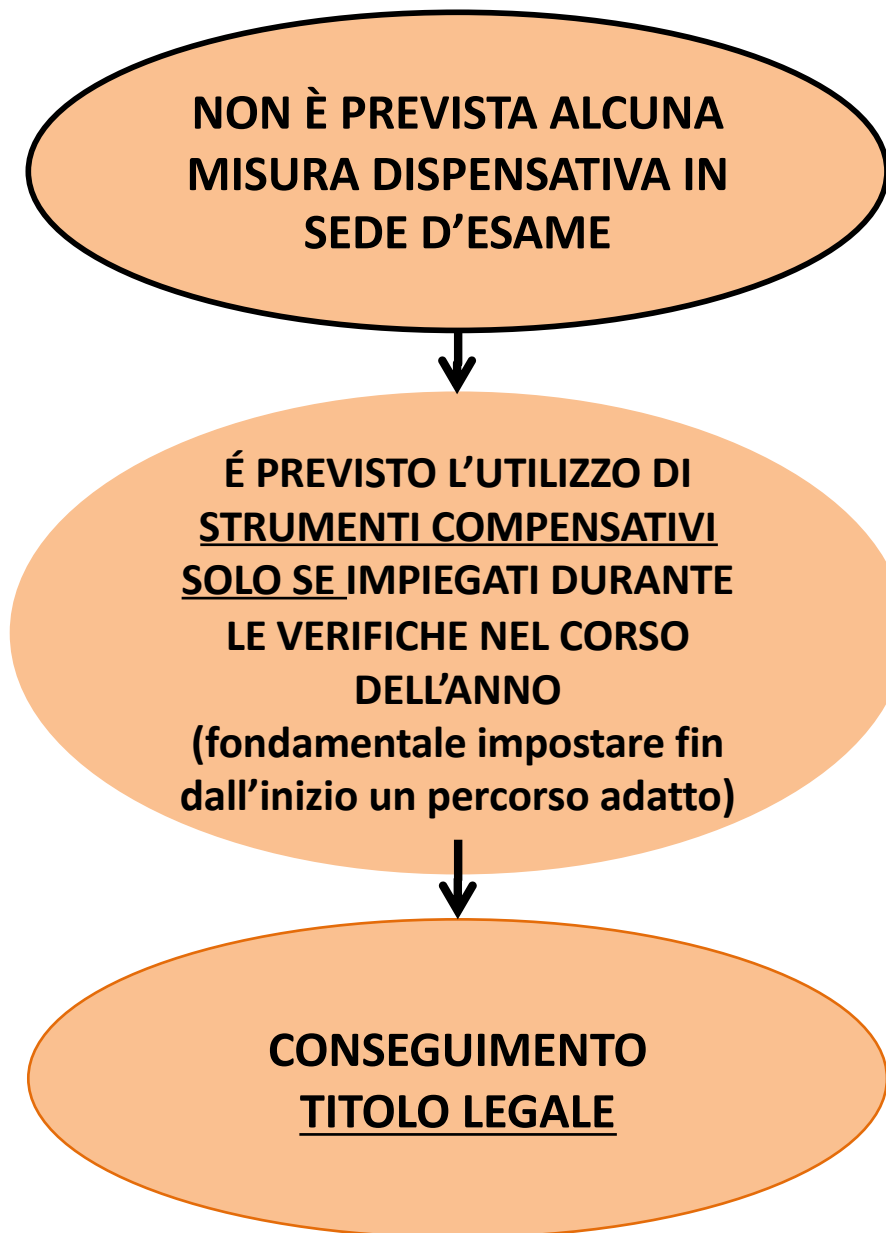 NON È PREVISTA ALCUNA
MISURA DISPENSATIVA IN
SEDE D’ESAME
É PREVISTO L’UTILIZZO DI
STRUMENTI COMPENSATIVI
SOLO SE IMPIEGATI DURANTE
LE VERIFICHE NEL CORSO
DELL’ANNO
(fondamentale impostare fin
dall’inizio un percorso adatto)
CONSEGUIMENTO
TITOLO LEGALE